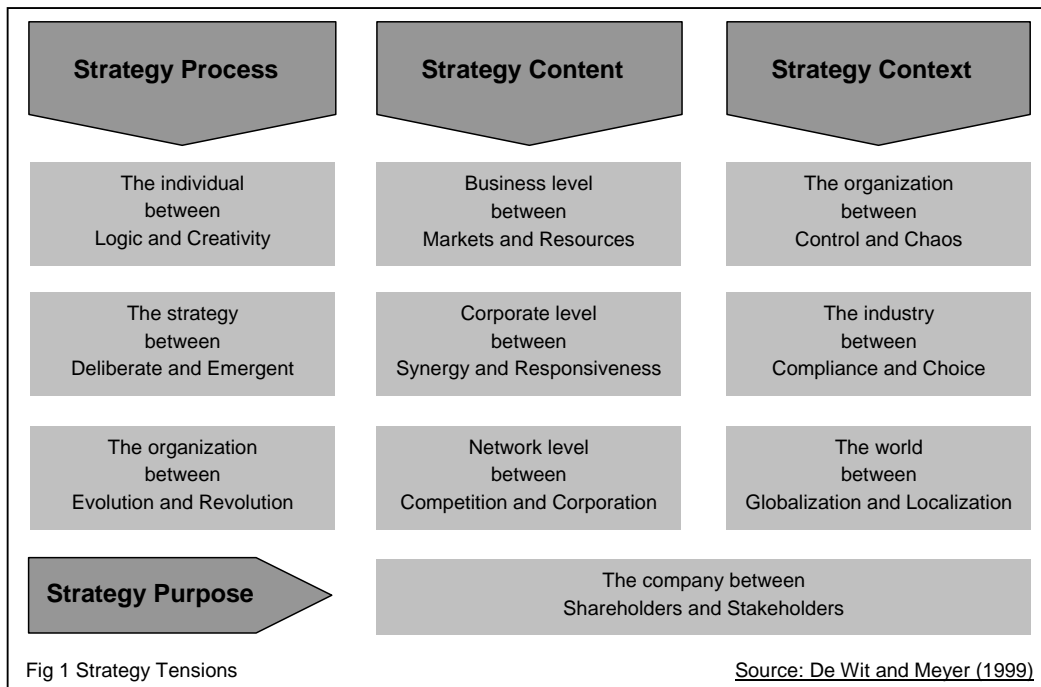 Strategy Process
Strategy Content
Strategy Context
The individual
between
Logic and Creativity
Business level
between
Markets and Resources
The organization
between
Control and Chaos
The strategy
between
Deliberate and Emergent
Corporate level
between
Synergy and Responsiveness
The industry
between
Compliance and Choice
The organization
between
Evolution and Revolution
Network level
between
Competition and Corporation
The world
between
Globalization and Localization
Strategy Purpose
The company between
Shareholders and Stakeholders
Fig 1 Strategy Tensions
Source: De Wit and Meyer (1999)